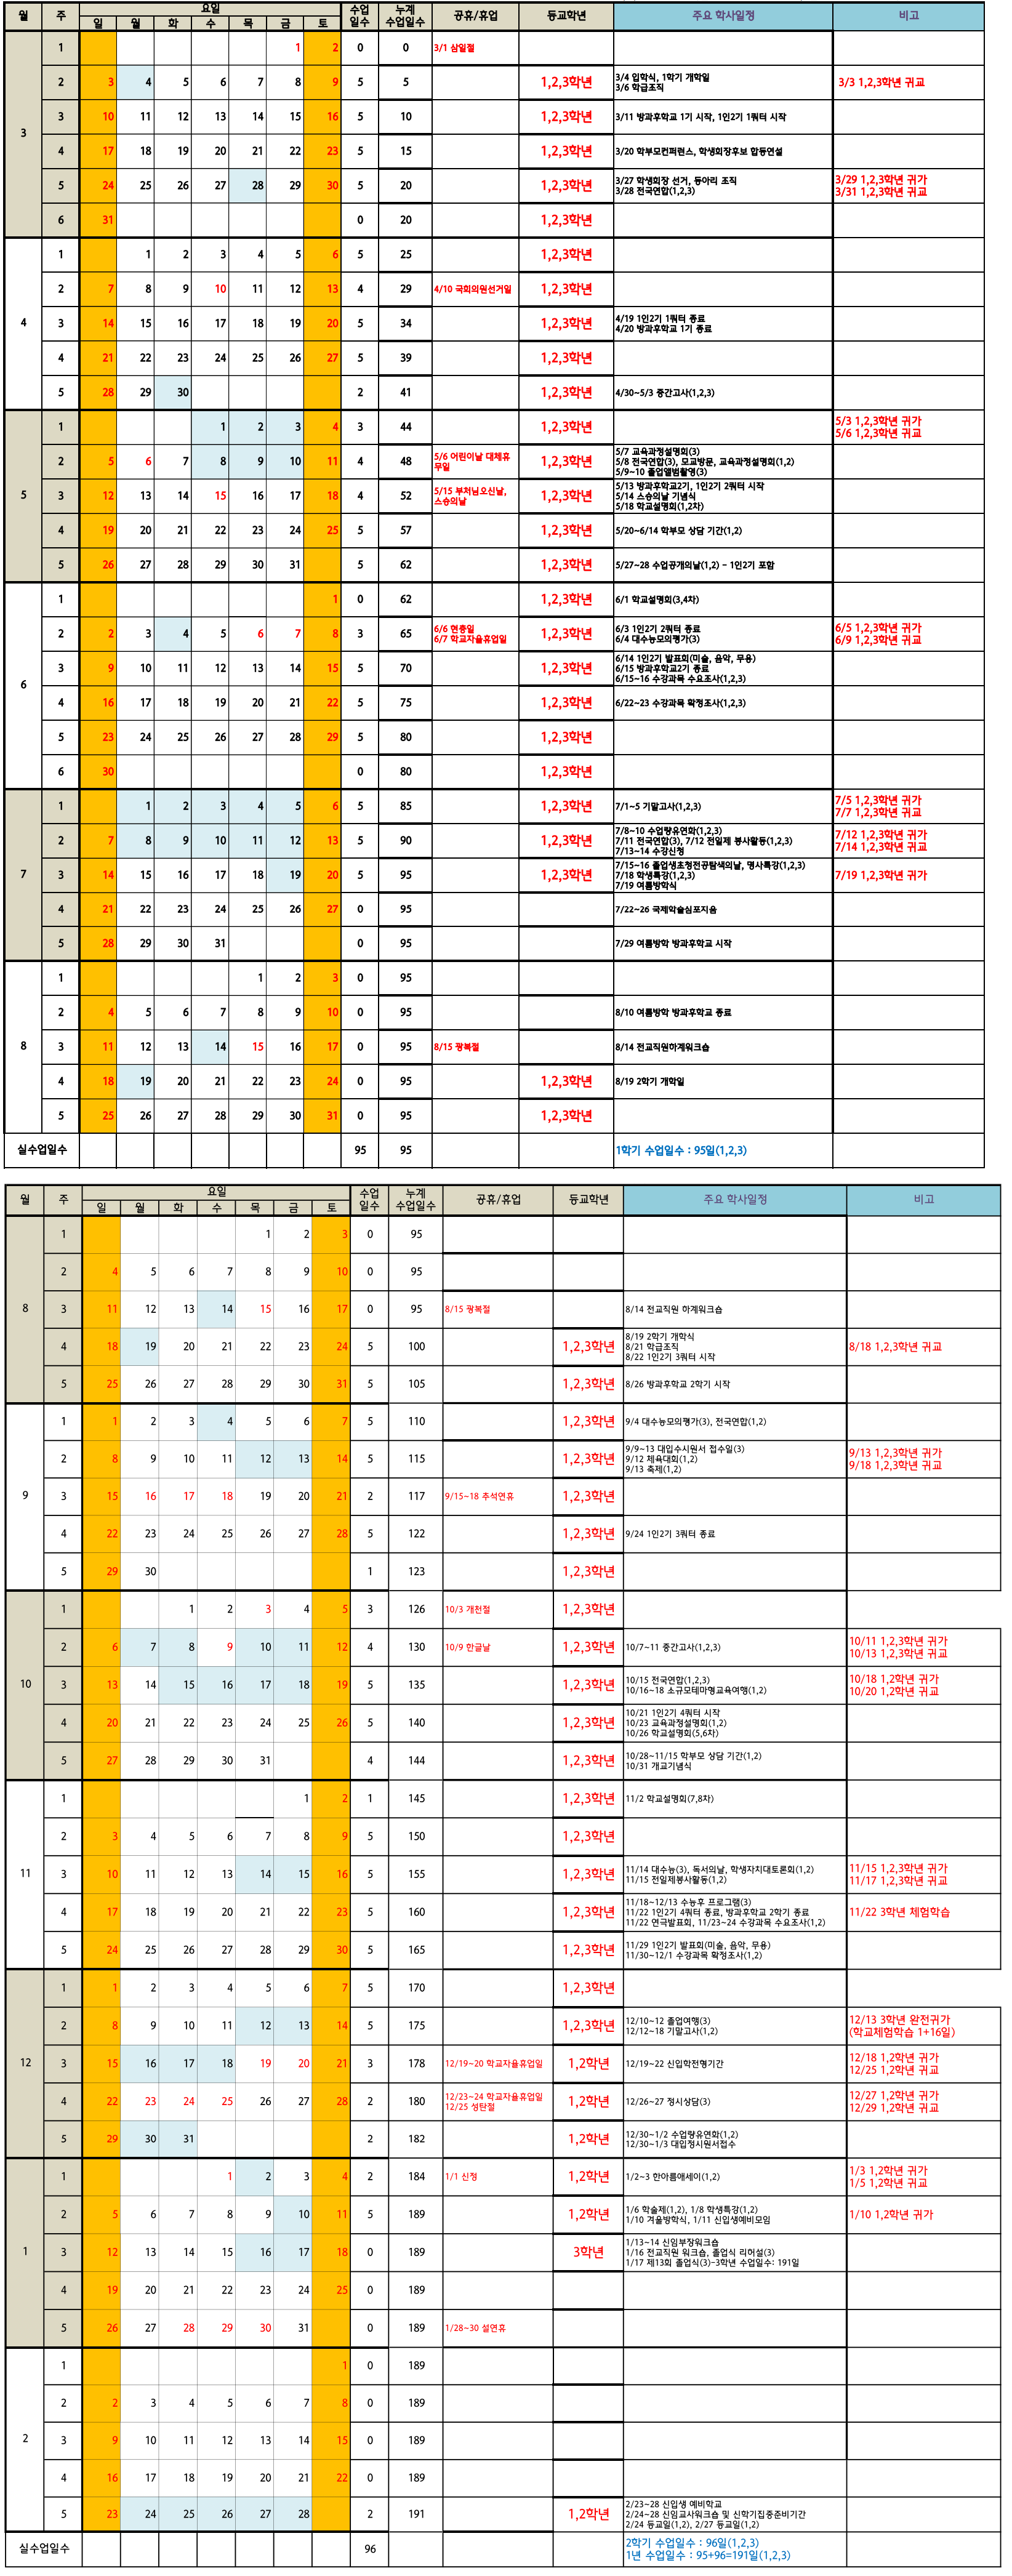 월 주 요일 수업일수 누계 수업일수 공휴/휴업 등교학년 주요 학사일정 비고
일 월 화 수 목 금 토
3
1 1 2 0 0 3/1 삼일절
2 3 4 5 6 7 8 9 5 5 1,2,3학년 3/4 입학식, 1학기 개학일
3/6 학급조직
3/3 1,2,3학년 귀교
3 10 11 12 13 14 15 16 5 10 1,2,3학년 3/11 방과후학교 1기 시작, 1인2기 1쿼터 시작
4 17 18 19 20 21 22 23 5 15 1,2,3학년 3/20 학부모컨퍼런스, 학생회장후보 합동연설
5 24 25 26 27 28 29 30 5 20 1,2,3학년 3/27 학생회장 선거, 동아리 조직
3/28 전국연합(1,2,3)
3/29 1,2,3학년 귀가
3/31 1,2,3학년 귀교
6 31 0 20 1,2,3학년
4
1 1 2 3 4 5 6 5 25 1,2,3학년
2 7 8 9 10 11 12 13 4 29 4/10 국회의원선거일 1,2,3학년
3 14 15 16 17 18 19 20 5 34 1,2,3학년 4/19 1인2기 1쿼터 종료
4/20 방과후학교 1기 종료
4 21 22 23 24 25 26 27 5 39 1,2,3학년
5 28 29 30 2 41 1,2,3학년 4/30~5/3 중간고사(1,2,3)
5
1 1 2 3 4 3 44 1,2,3학년 5/3 1,2,3학년 귀가
5/6 1,2,3학년 귀교
2 5 6 7 8 9 10 11 4 48 5/6 어린이날 대체휴무일 1,2,3학년 5/7 교육과정설명회(3)
5/8 전국연합(3), 모교방문, 교육과정설명회(1,2)
5/9~10 졸업앨범촬영(3)
3 12 13 14 15 16 17 18 4 52 5/15 부처님오신날, 스승의날 1,2,3학년 5/13 방과후학교2기, 1인2기 2쿼터 시작
5/14 스승의날 기념식
5/18 학교설명회(1,2차)
4 19 20 21 22 23 24 25 5 57 1,2,3학년 5/20~6/14 학부모 상담 기간(1,2)
5 26 27 28 29 30 31 5 62 1,2,3학년 5/27~28 수업공개의날(1,2) - 1인2기 포함
6
1 1 0 62 1,2,3학년 6/1 학교설명회(3,4차)
2 2 3 4 5 6 7 8 3 65 6/6 현충일
6/7 학교자율휴업일
1,2,3학년 6/3 1인2기 2쿼터 종료
6/4 대수능모의평가(3)
6/5 1,2,3학년 귀가
6/9 1,2,3학년 귀교
3 9 10 11 12 13 14 15 5 70 1,2,3학년 6/14 1인2기 발표회(미술, 음악, 무용)
6/15 방과후학교2기 종료
6/15~16 수강과목 수요조사(1,2,3)
4 16 17 18 19 20 21 22 5 75 1,2,3학년 6/22~23 수강과목 확정조사(1,2,3)
5 23 24 25 26 27 28 29 5 80 1,2,3학년
6 30 0 80 1,2,3학년
7
1 1 2 3 4 5 6 5 85 1,2,3학년 7/1~5 기말고사(1,2,3)
7/5 1,2,3학년 귀가
7/7 1,2,3학년 귀교
2 7 8 9 10 11 12 13 5 90 1,2,3학년 7/8~10 수업량유연화(1,2,3)
7/11 전국연합(3), 7/12 전일제 봉사활동(1,2,3)
7/13~14 수강신청
7/12 1,2,3학년 귀가
7/14 1,2,3학년 귀교
3 14 15 16 17 18 19 20 5 95 1,2,3학년 7/15~16 졸업생초청전공탐색의날, 명사특강(1,2,3)
7/18 학생특강(1,2,3)
7/19 여름방학식
7/19 1,2,3학년 귀가
4 21 22 23 24 25 26 27 0 95 7/22~26 국제학술심포지움
5 28 29 30 31 0 95 7/29 여름방학 방과후학교 시작
8
1 1 2 3 0 95
2 4 5 6 7 8 9 10 0 95 8/10 여름방학 방과후학교 종료
3 11 12 13 14 15 16 17 0 95 8/15 광복절 8/14 전교직원하계워크숍
4 18 19 20 21 22 23 24 0 95 1,2,3학년 8/19 2학기 개학일
5 25 26 27 28 29 30 31 0 95 1,2,3학년
실수업일수 95 95 1학기 수업일수 : 95일(1,2,3)
월 주 요일 수업일수 누계 수업일수 공휴/휴업 등교학년 주요 학사일정 비고
일 월 화 수 목 금 토
8
1 1 2 3 0 95
2 4 5 6 7 8 9 10 0 95
3 11 12 13 14 15 16 17 0 95 8/15 광복절 8/14 전교직원 하계워크숍
4 18 19 20 21 22 23 24 5 100 1,2,3학년 8/19 2학기 개학식
8/21 학급조직
8/22 1인2기 3쿼터 시작
8/18 1,2,3학년 귀교
5 25 26 27 28 29 30 31 5 105 1,2,3학년 8/26 방과후학교 2학기 시작
9
1 1 2 3 4 5 6 7 5 110 1,2,3학년 9/4 대수능모의평가(3), 전국연합(1,2)
2 8 9 10 11 12 13 14 5 115 1,2,3학년 9/9~13 대입수시원서 접수일(3)
9/12 체육대회(1,2)
9/13 축제(1,2)
9/13 1,2,3학년 귀가
9/18 1,2,3학년 귀교
3 15 16 17 18 19 20 21 2 117 9/15~18 추석연휴 1,2,3학년
4 22 23 24 25 26 27 28 5 122 1,2,3학년 9/24 1인2기 3쿼터 종료
5 29 30 1 123 1,2,3학년
10
1 1 2 3 4 5 3 126 10/3 개천절 1,2,3학년
2 6 7 8 9 10 11 12 4 130 10/9 한글날 1,2,3학년 10/7~11 중간고사(1,2,3)
10/11 1,2,3학년 귀가
10/13 1,2,3학년 귀교
3 13 14 15 16 17 18 19 5 135 1,2,3학년 10/15 전국연합(1,2,3)
10/16~18 소규모테마형교육여행(1,2)
10/18 1,2학년 귀가
10/20 1,2학년 귀교
4 20 21 22 23 24 25 26 5 140 1,2,3학년 10/21 1인2기 4쿼터 시작
10/23 교육과정설명회(1,2)
10/26 학교설명회(5,6차)
5 27 28 29 30 31 4 144 1,2,3학년 10/28~11/15 학부모 상담 기간(1,2)
10/31 개교기념식
11
1 1 2 1 145 1,2,3학년 11/2 학교설명회(7,8차)
2 3 4 5 6 7 8 9 5 150 1,2,3학년
3 10 11 12 13 14 15 16 5 155 1,2,3학년 11/14 대수능(3), 독서의날, 학생자치대토론회(1,2)
11/15 전일제봉사활동(1,2)
11/15 1,2,3학년 귀가
11/17 1,2,3학년 귀교
4 17 18 19 20 21 22 23 5 160 1,2,3학년 11/18~12/13 수능후 프로그램(3)
11/22 1인2기 4쿼터 종료, 방과후학교 2학기 종료
11/22 연극발표회, 11/23~24 수강과목 수요조사(1,2)
11/22 3학년 체험학습
5 24 25 26 27 28 29 30 5 165 1,2,3학년 11/29 1인2기 발표회(미술, 음악, 무용)
11/30~12/1 수강과목 확정조사(1,2)
12
1 1 2 3 4 5 6 7 5 170 1,2,3학년
2 8 9 10 11 12 13 14 5 175 1,2,3학년 12/10~12 졸업여행(3)
12/12~18 기말고사(1,2)
12/13 3학년 완전귀가
(학교체험학습 1+16일)
3 15 16 17 18 19 20 21 3 178 12/19~20 학교자율휴업일 1,2학년 12/19~22 신입학전형기간
12/18 1,2학년 귀가
12/25 1,2학년 귀교
4 22 23 24 25 26 27 28 2 180 12/23~24 학교자율휴업일
12/25 성탄절
1,2학년 12/26~27 정시상담(3)
12/27 1,2학년 귀가
12/29 1,2학년 귀교
5 29 30 31 2 182 1,2학년 12/30~1/2 수업량유연화(1,2)
12/30~1/3 대입정시원서접수
1
1 1 2 3 4 2 184 1/1 신정 1,2학년 1/2~3 한아름애세이(1,2)
1/3 1,2학년 귀가
1/5 1,2학년 귀교
2 5 6 7 8 9 10 11 5 189 1,2학년 1/6 학술제(1,2), 1/8 학생특강(1,2)
1/10 겨울방학식, 1/11 신입생예비모임
1/10 1,2학년 귀가
3 12 13 14 15 16 17 18 0 189 3학년 1/13~14 신임부장워크숍
1/16 전교직원 워크숍, 졸업식 리허설(3)
1/17 제13회 졸업식(3)-3학년 수업일수: 191일
4 19 20 21 22 23 24 25 0 189
5 26 27 28 29 30 31 0 189 1/28~30 설연휴
2
1 1 0 189
2 2 3 4 5 6 7 8 0 189
3 9 10 11 12 13 14 15 0 189
4 16 17 18 19 20 21 22 0 189
5 23 24 25 26 27 28 2 191 1,2학년 2/23~28 신입생 예비학교
2/24~28 신임교사워크숍 및 신학기집중준비기간
2/24 등교일(1,2), 2/27 등교일(1,2)
실수업일수 96 2학기 수업일수 : 96일(1,2,3)
1년 수업일수 : 95+96=191일(1,2,3)